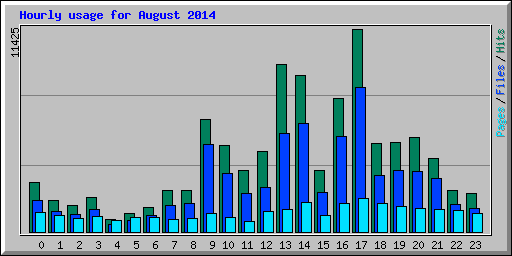 Hourly usage for August 2014
11425
Pages / Files / Hits
0 1 2 3 4 5 6 7 8 9 10 11 12 13 14 15 16 17 18 19 20 21 22 23